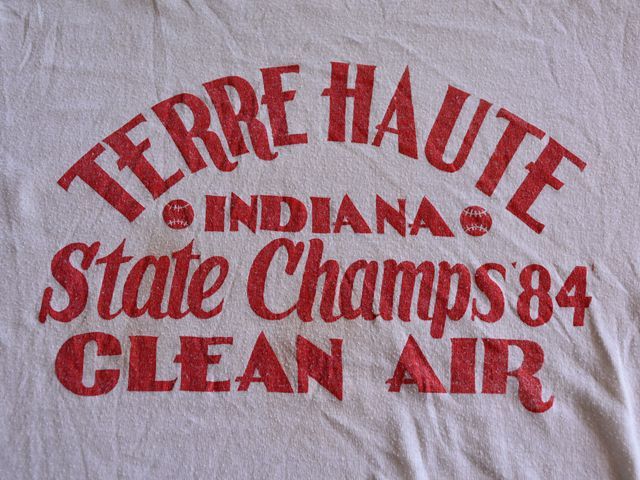 TERRE HAUTE
INDIANA
State Champs '84
CLEAN AIR